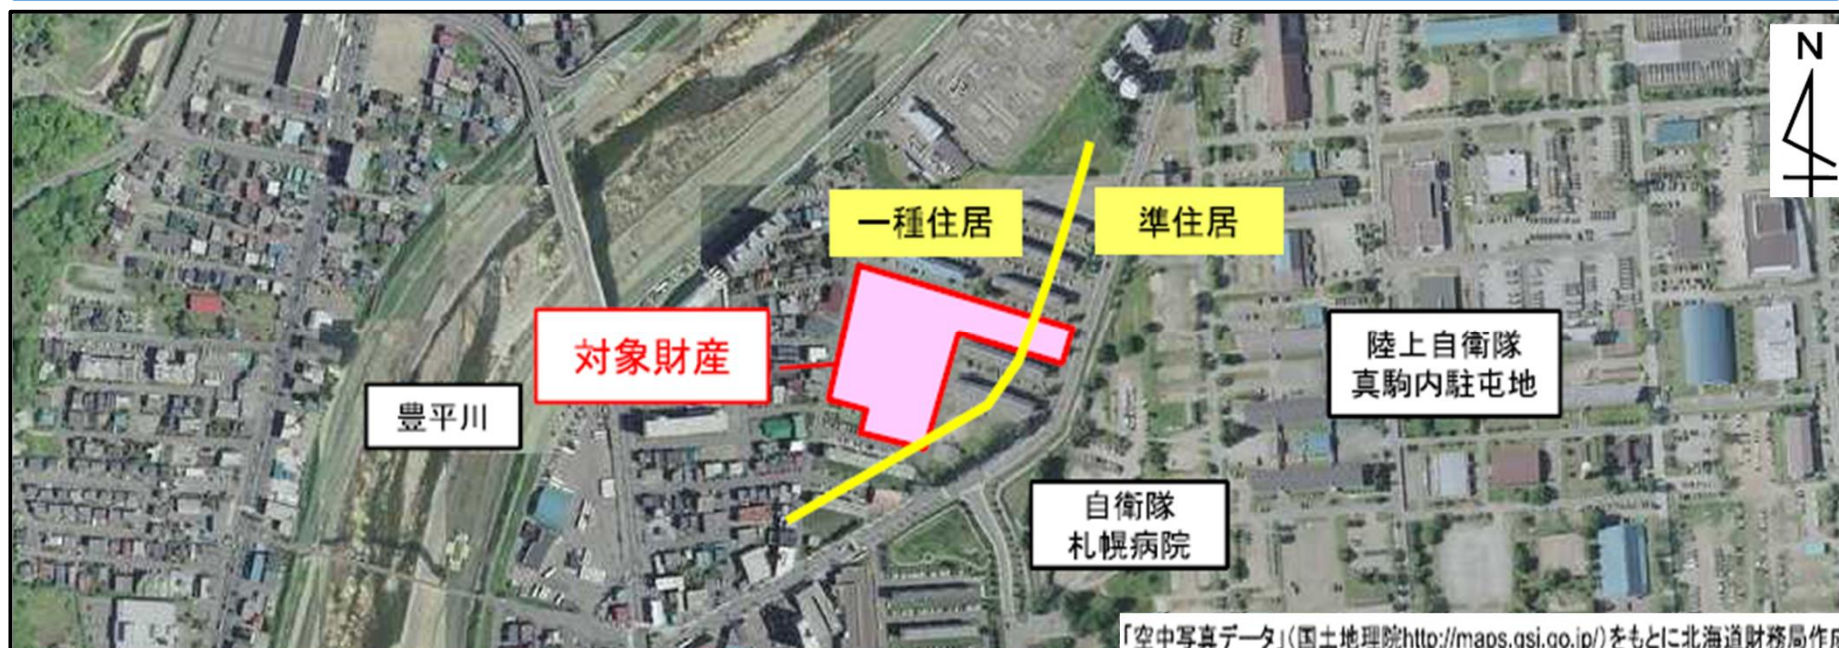 N
一種住居
準住居
対象財産
豊平川
陸上自衛隊
真駒内駐屯地
自衛隊
札幌病院
「空中写真データ」(国土地理院http://maps.gsi.go.jp/)をもとに北海道財務局作成